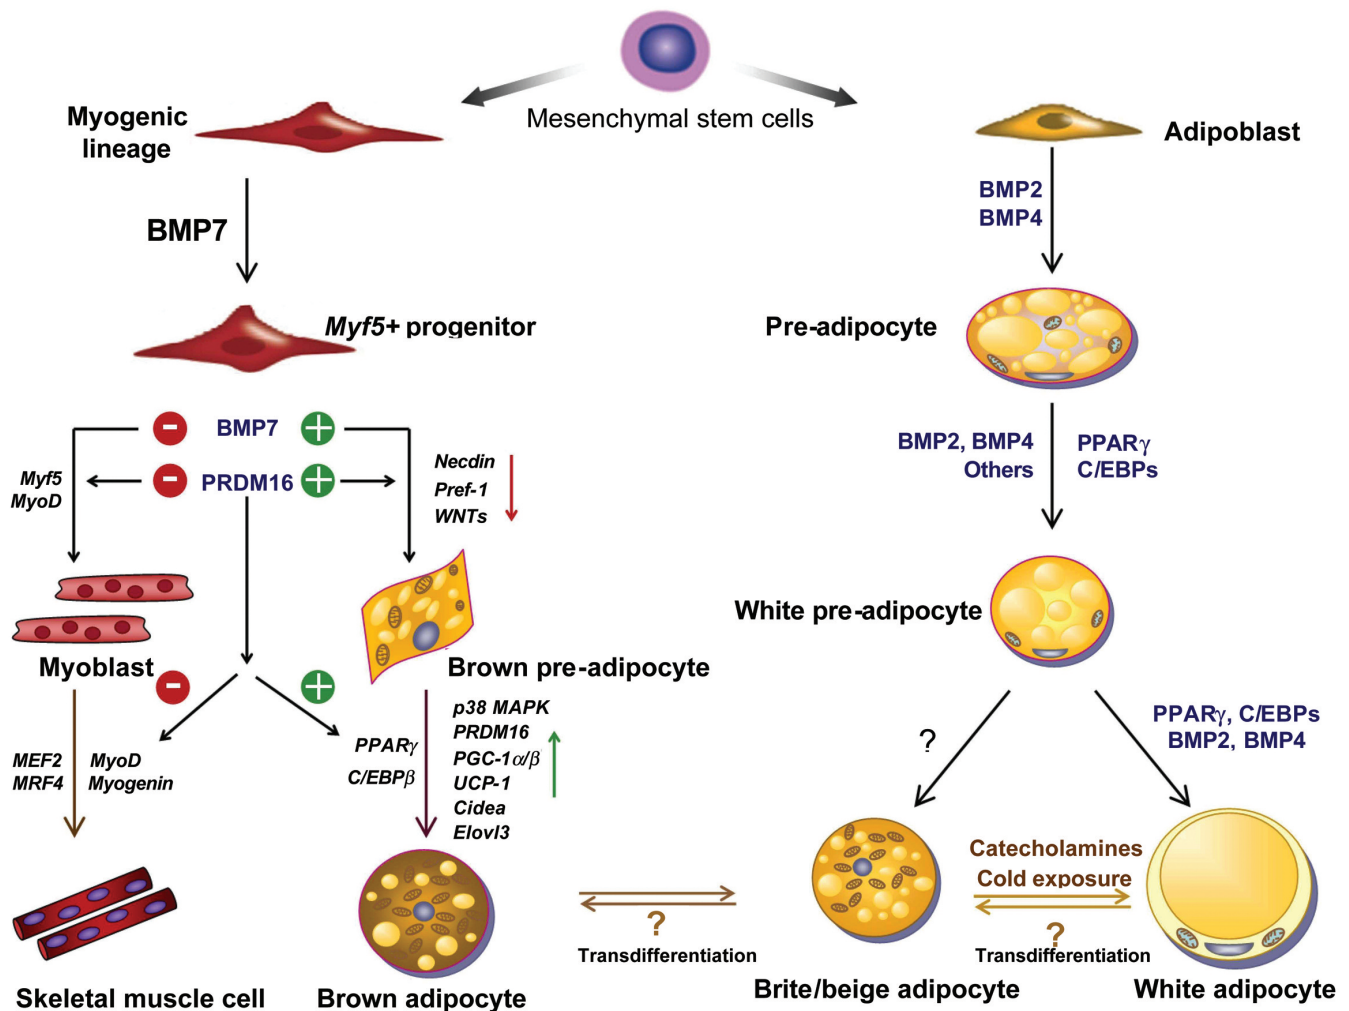 Mesenchymal stem cells
Myogenic
lineage
BMP7
Myf5+ progenitor
- BMP7 +
- PRDM16 +
Myf5
MyoD
Necdin
Pref-1
WNTs
Myoblast
Brown pre-adipocyte
- +
MEF2
MRF4
MyoD
Myogenin
PPARγ
C/EBPβ
p38 MAPK
PRDM16
PGC-1α/β
UCP-1
Cidea
Elovl3
Skeletal muscle cell
Brown adipocyte
?
Transdifferentiation
Adipoblast
BMP2
BMP4
Pre-adipocyte
BMP2, BMP4
Others
PPARγ
C/EBPs
White pre-adipocyte
?
PPARγ, C/EBPs
BMP2, BMP4
Catecholamines
Cold exposure
?
Transdifferentiation
Brite/beige adipocyte
White adipocyte